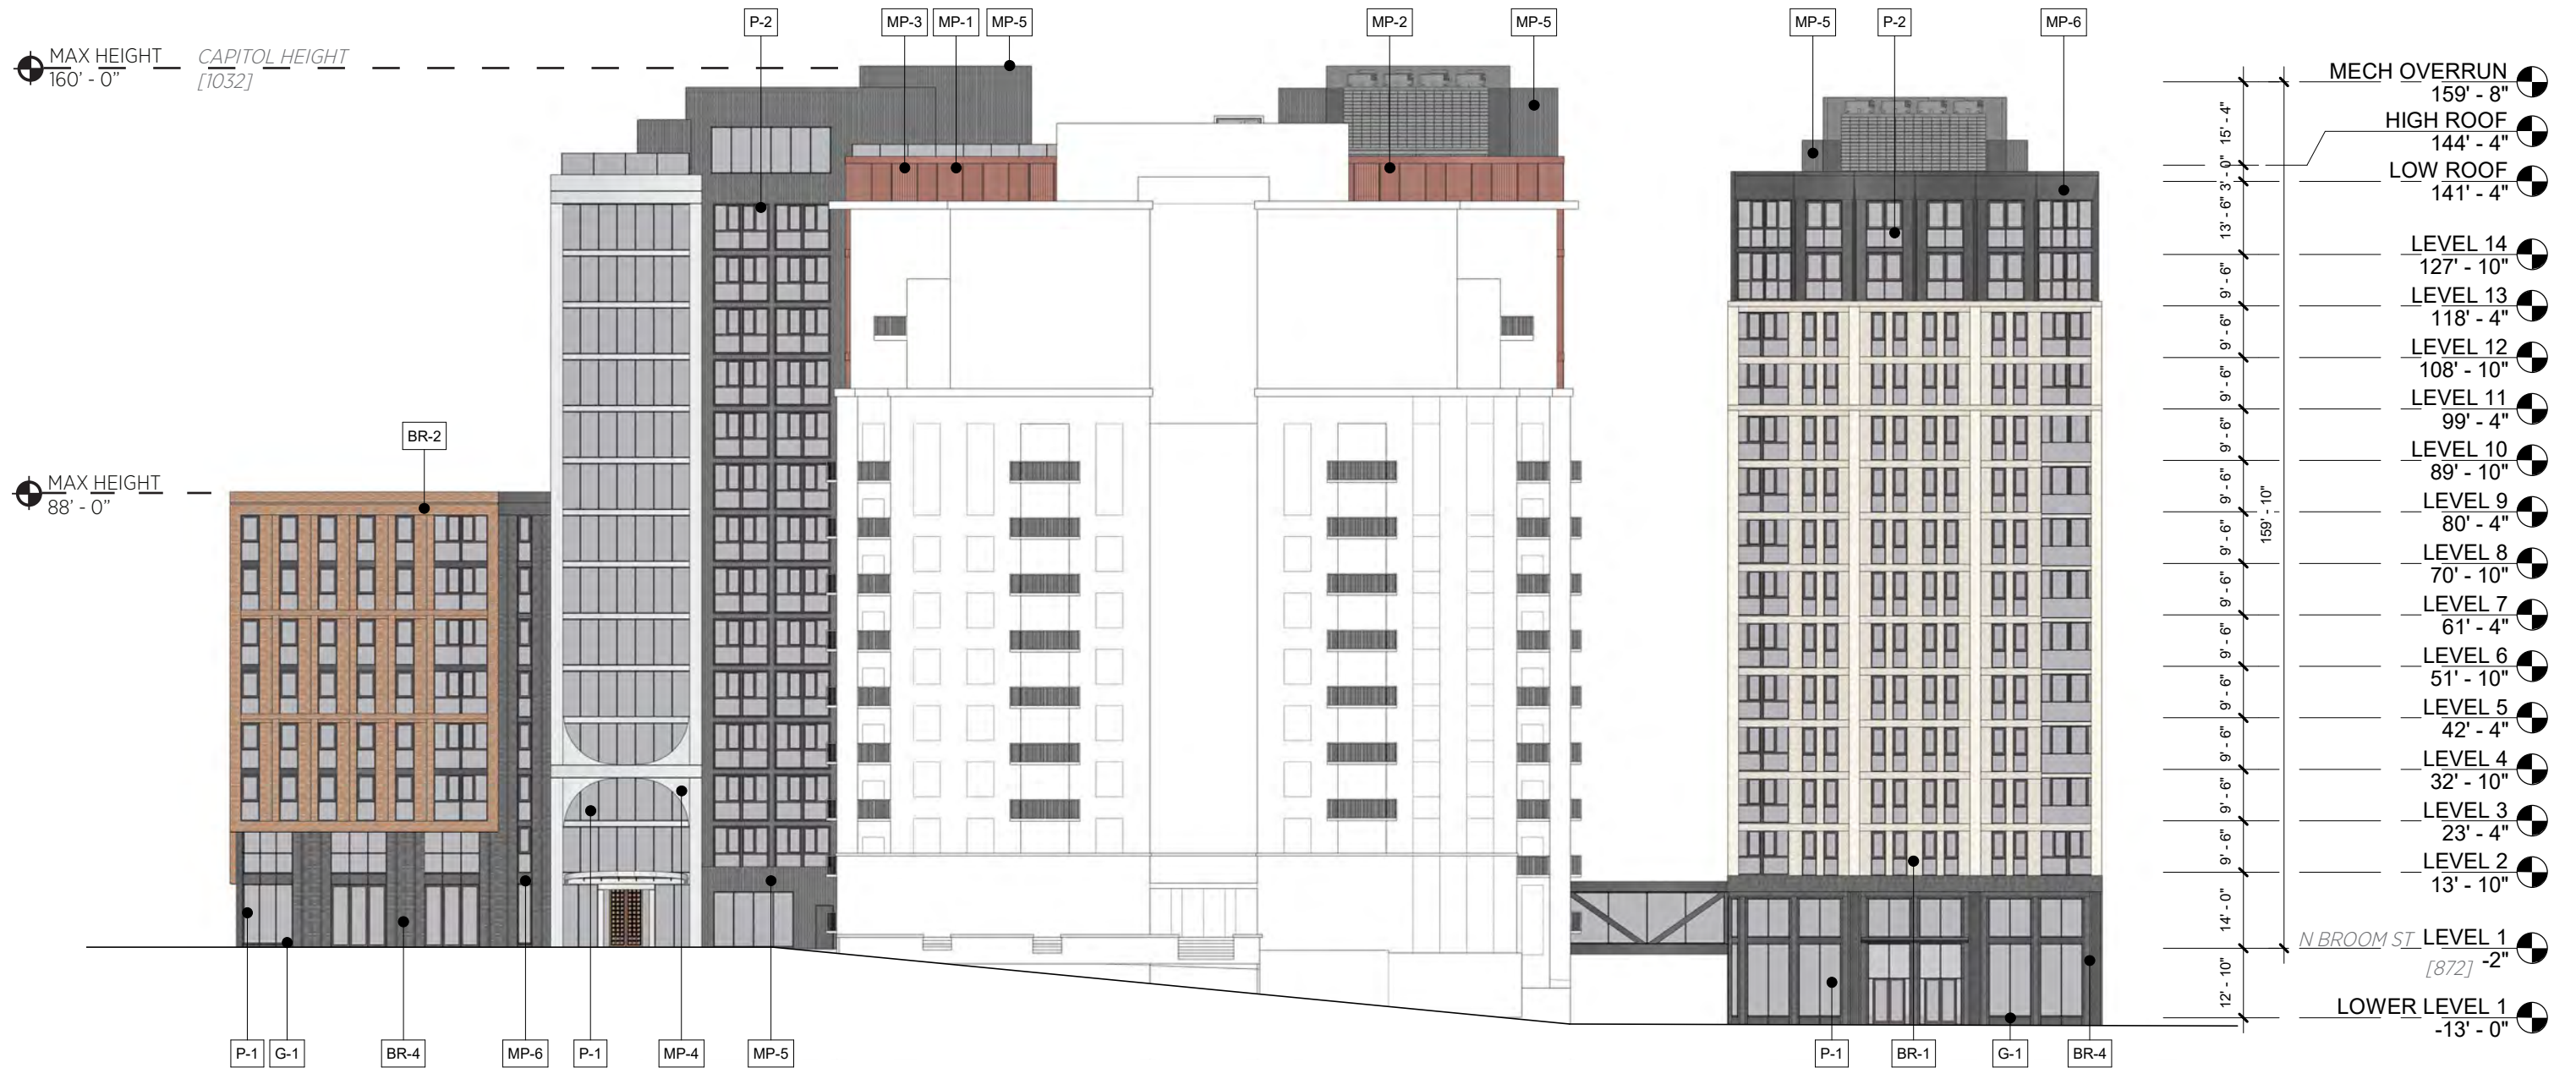 P-2
MP-3
MP-1
MP-5
MP-2
MP-5
MP-5
P-2
MP-6
MAX HEIGHT
160' - 0”
CAPITOL HEIGHT
[1032]
MECH OVERRUN
159' - 8"
15' - 4"
HIGH ROOF
144' - 4"
3' - 0"
LOW ROOF
141' - 4"
13' - 6"
LEVEL 14
127' - 10"
9' - 6"
LEVEL 13
118' - 4"
9' - 6"
LEVEL 12
108' - 10"
9' - 6"
LEVEL 11
99' - 4"
9' - 6"
BR-2
LEVEL 10
89' - 10"
9' - 6"
MAX HEIGHT
88' - 0”
LEVEL 9
80' - 4"
159' - 10"
9' - 6"
LEVEL 8
70' - 10"
9' - 6"
LEVEL 7
61' - 4"
9' - 6"
LEVEL 6
51' - 10"
9' - 6"
LEVEL 5
42' - 4"
9' - 6"
LEVEL 4
32' - 10"
9' - 6"
LEVEL 3
23' - 4"
9' - 6"
LEVEL 2
13' - 10"
14' - 0"
N BROOM ST
[872]
LEVEL 1
-2"
12' - 10"
LOWER LEVEL 1
-13' - 0"
P-1
G-1
BR-4
MP-6
P-1
MP-4
MP-5
P-1
BR-1
G-1
BR-4